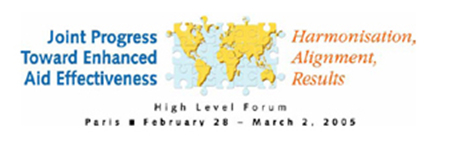 Joint Progress
Toward Enhanced
Aid Effectiveness
Harmonisation,
Alignment,
Results
High Level Forum
Paris ■ February 28 – March 2, 2005